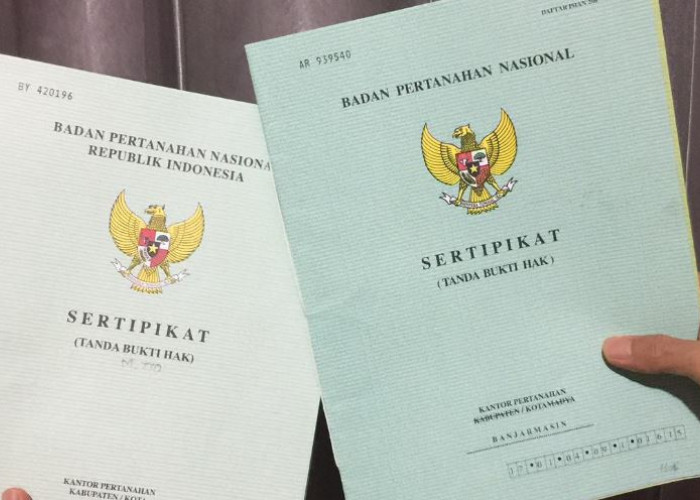 BY 420196
BADAN PERTANAHAN NASIONA
REPUBLIK INDONESIA
SERTIPIKAT
(TANDA BUKTI HAK)
KANTOR PERTANAHAN
KABUPATEN / KOTA
AR 939540
DAFTAR ISIAN
BADAN PERTANAHAN NASIONAL
SERTIPIKAT
(TANDA BUKTI HAK)
KANTOR PERTANAHAN
KABUPATEN / KOTAMADYA
BANJARMASIN